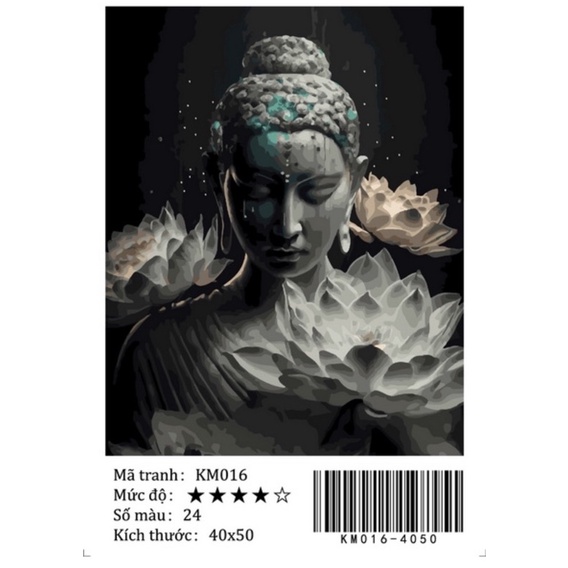 Mã tranh: KM016
Mức độ: ★★★★☆
Số màu: 24
Kích thước: 40x50
KM016-4050